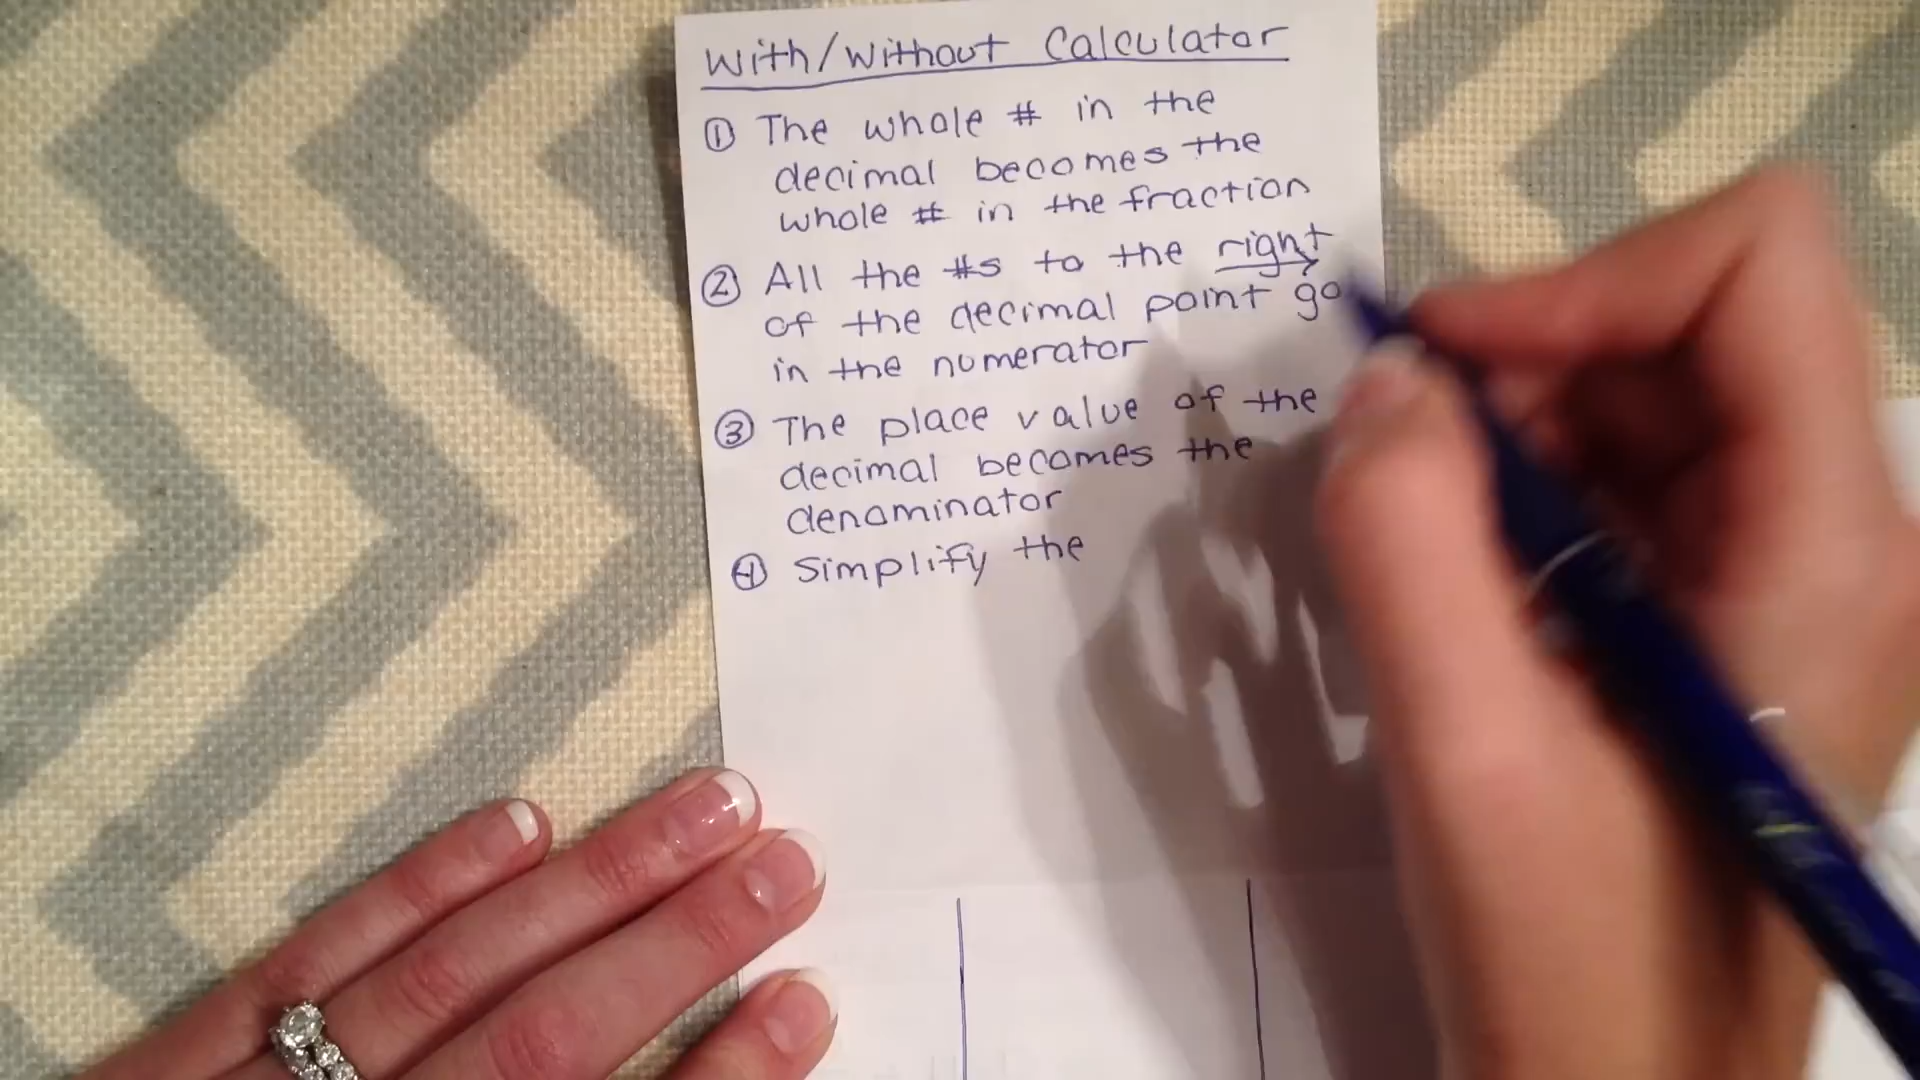 With/Without Calculator
① The whole # in the
decimal becomes the
whole # in the fraction
② All the #s to the right
of the decimal point go
in the numerator
③ The place value of the
decimal becomes the
denominator
④ Simplify the